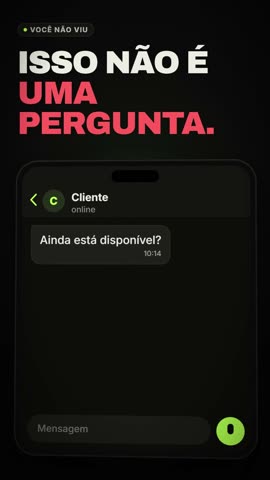 VOCÊ NÃO VIU
ISSO NÃO É
UMA
PERGUNTA.
C
Cliente
online
Ainda está disponível?
10:14
Mensagem